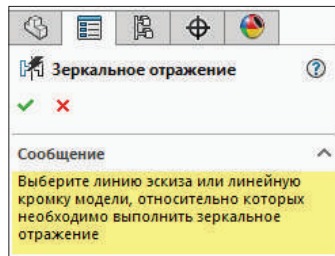 Зеркальное отражение
Сообщение
Выберите линию эскиза или линейную
кромку модели, относительно которых
необходимо выполнить зеркальное
отражение